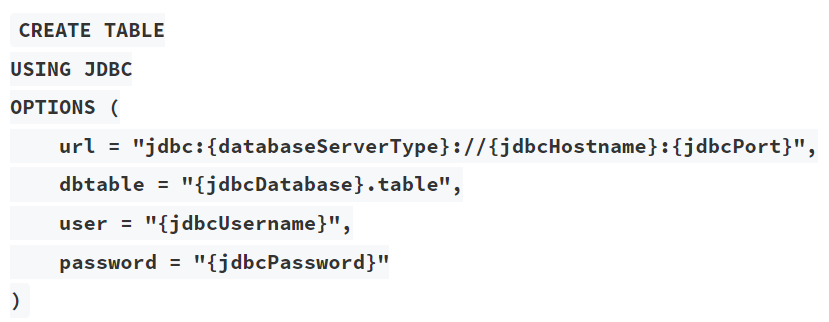 CREATE TABLE
USING JDBC
OPTIONS (
    url = "jdbc:{databaseServerType}://{jdbcHostname}:{jdbcPort}",
    dbtable = "{jdbcDatabase}.table",
    user = "{jdbcUsername}",
    password = "{jdbcPassword}"
)